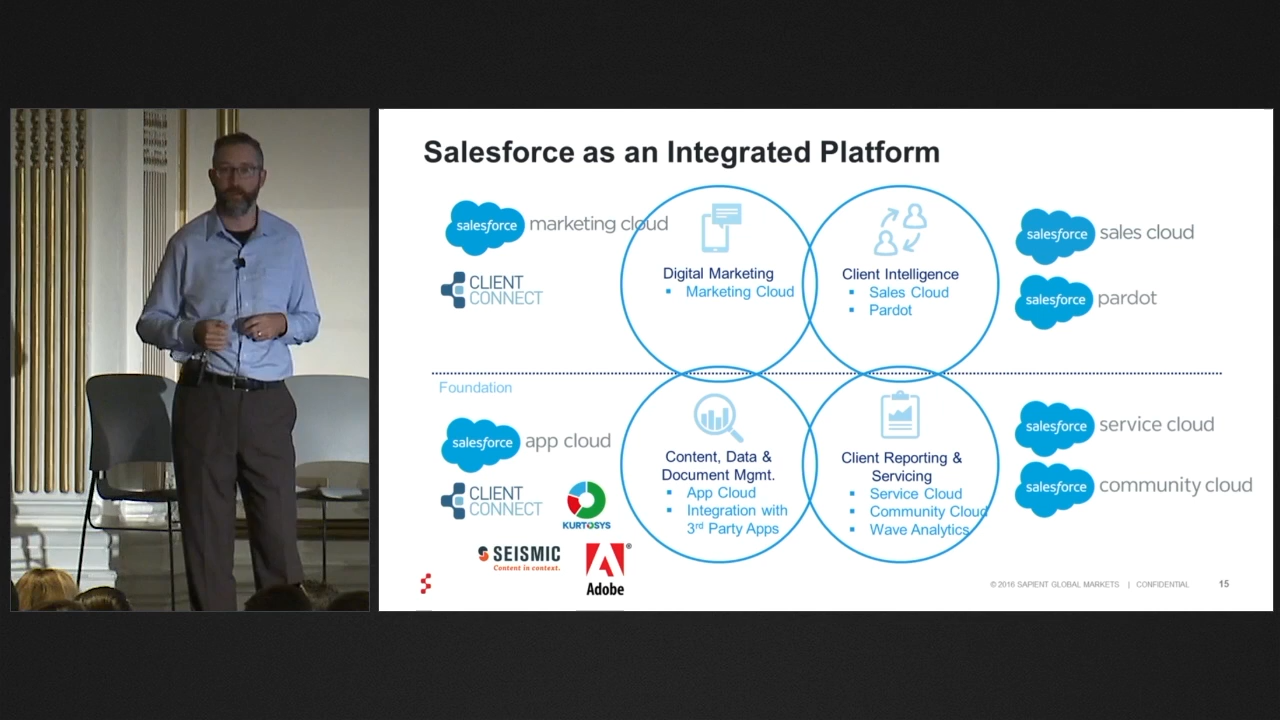 Salesforce as an Integrated Platform
salesforce marketing cloud
CLIENT
CONNECT
Digital Marketing
▪ Marketing Cloud
Client Intelligence
▪ Sales Cloud
▪ Pardot
salesforce sales cloud
salesforce pardot
Foundation
salesforce app cloud
CLIENT
CONNECT
KURTOSYS
SEISMIC
Content in context.
Adobe
Content, Data &
Document Mgmt.
▪ App Cloud
▪ Integration with
3rd Party Apps
Client Reporting &
Servicing
▪ Service Cloud
▪ Community Cloud
▪ Wave Analytics
salesforce service cloud
salesforce community cloud
© 2016 SAPIENT GLOBAL MARKETS | CONFIDENTIAL 15